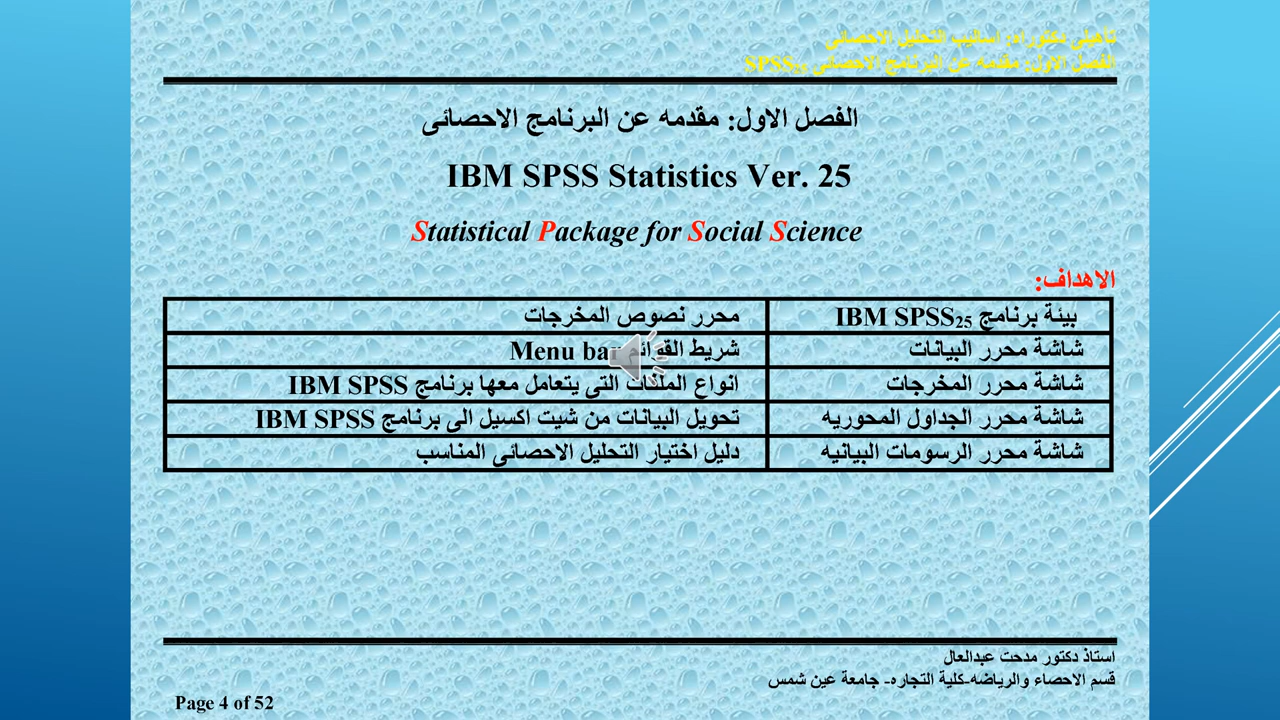 تأهيلى دكتوراه: اساليب التحليل الاحصائى
الفصل الاول: مقدمه عن البرنامج الاحصائى SPSS25
الفصل الاول: مقدمه عن البرنامج الاحصائى
IBM SPSS Statistics Ver. 25
Statistical Package for Social Science
الاهداف:
بيئة برنامج IBM SPSS25
محرر نصوص المخرجات
شاشة محرر البيانات
شريط القوائم Menu bar
شاشة محرر المخرجات
انواع الملفات التى يتعامل معها برنامج IBM SPSS
شاشة محرر الجداول المحوريه
تحويل البيانات من شيت اكسيل الى برنامج IBM SPSS
شاشة محرر الرسومات البيانيه
دليل اختيار التحليل الاحصائى المناسب
استاذ دكتور مدحت عبدالعال
قسم الاحصاء والرياضه-كلية التجاره- جامعة عين شمس
Page 4 of 52